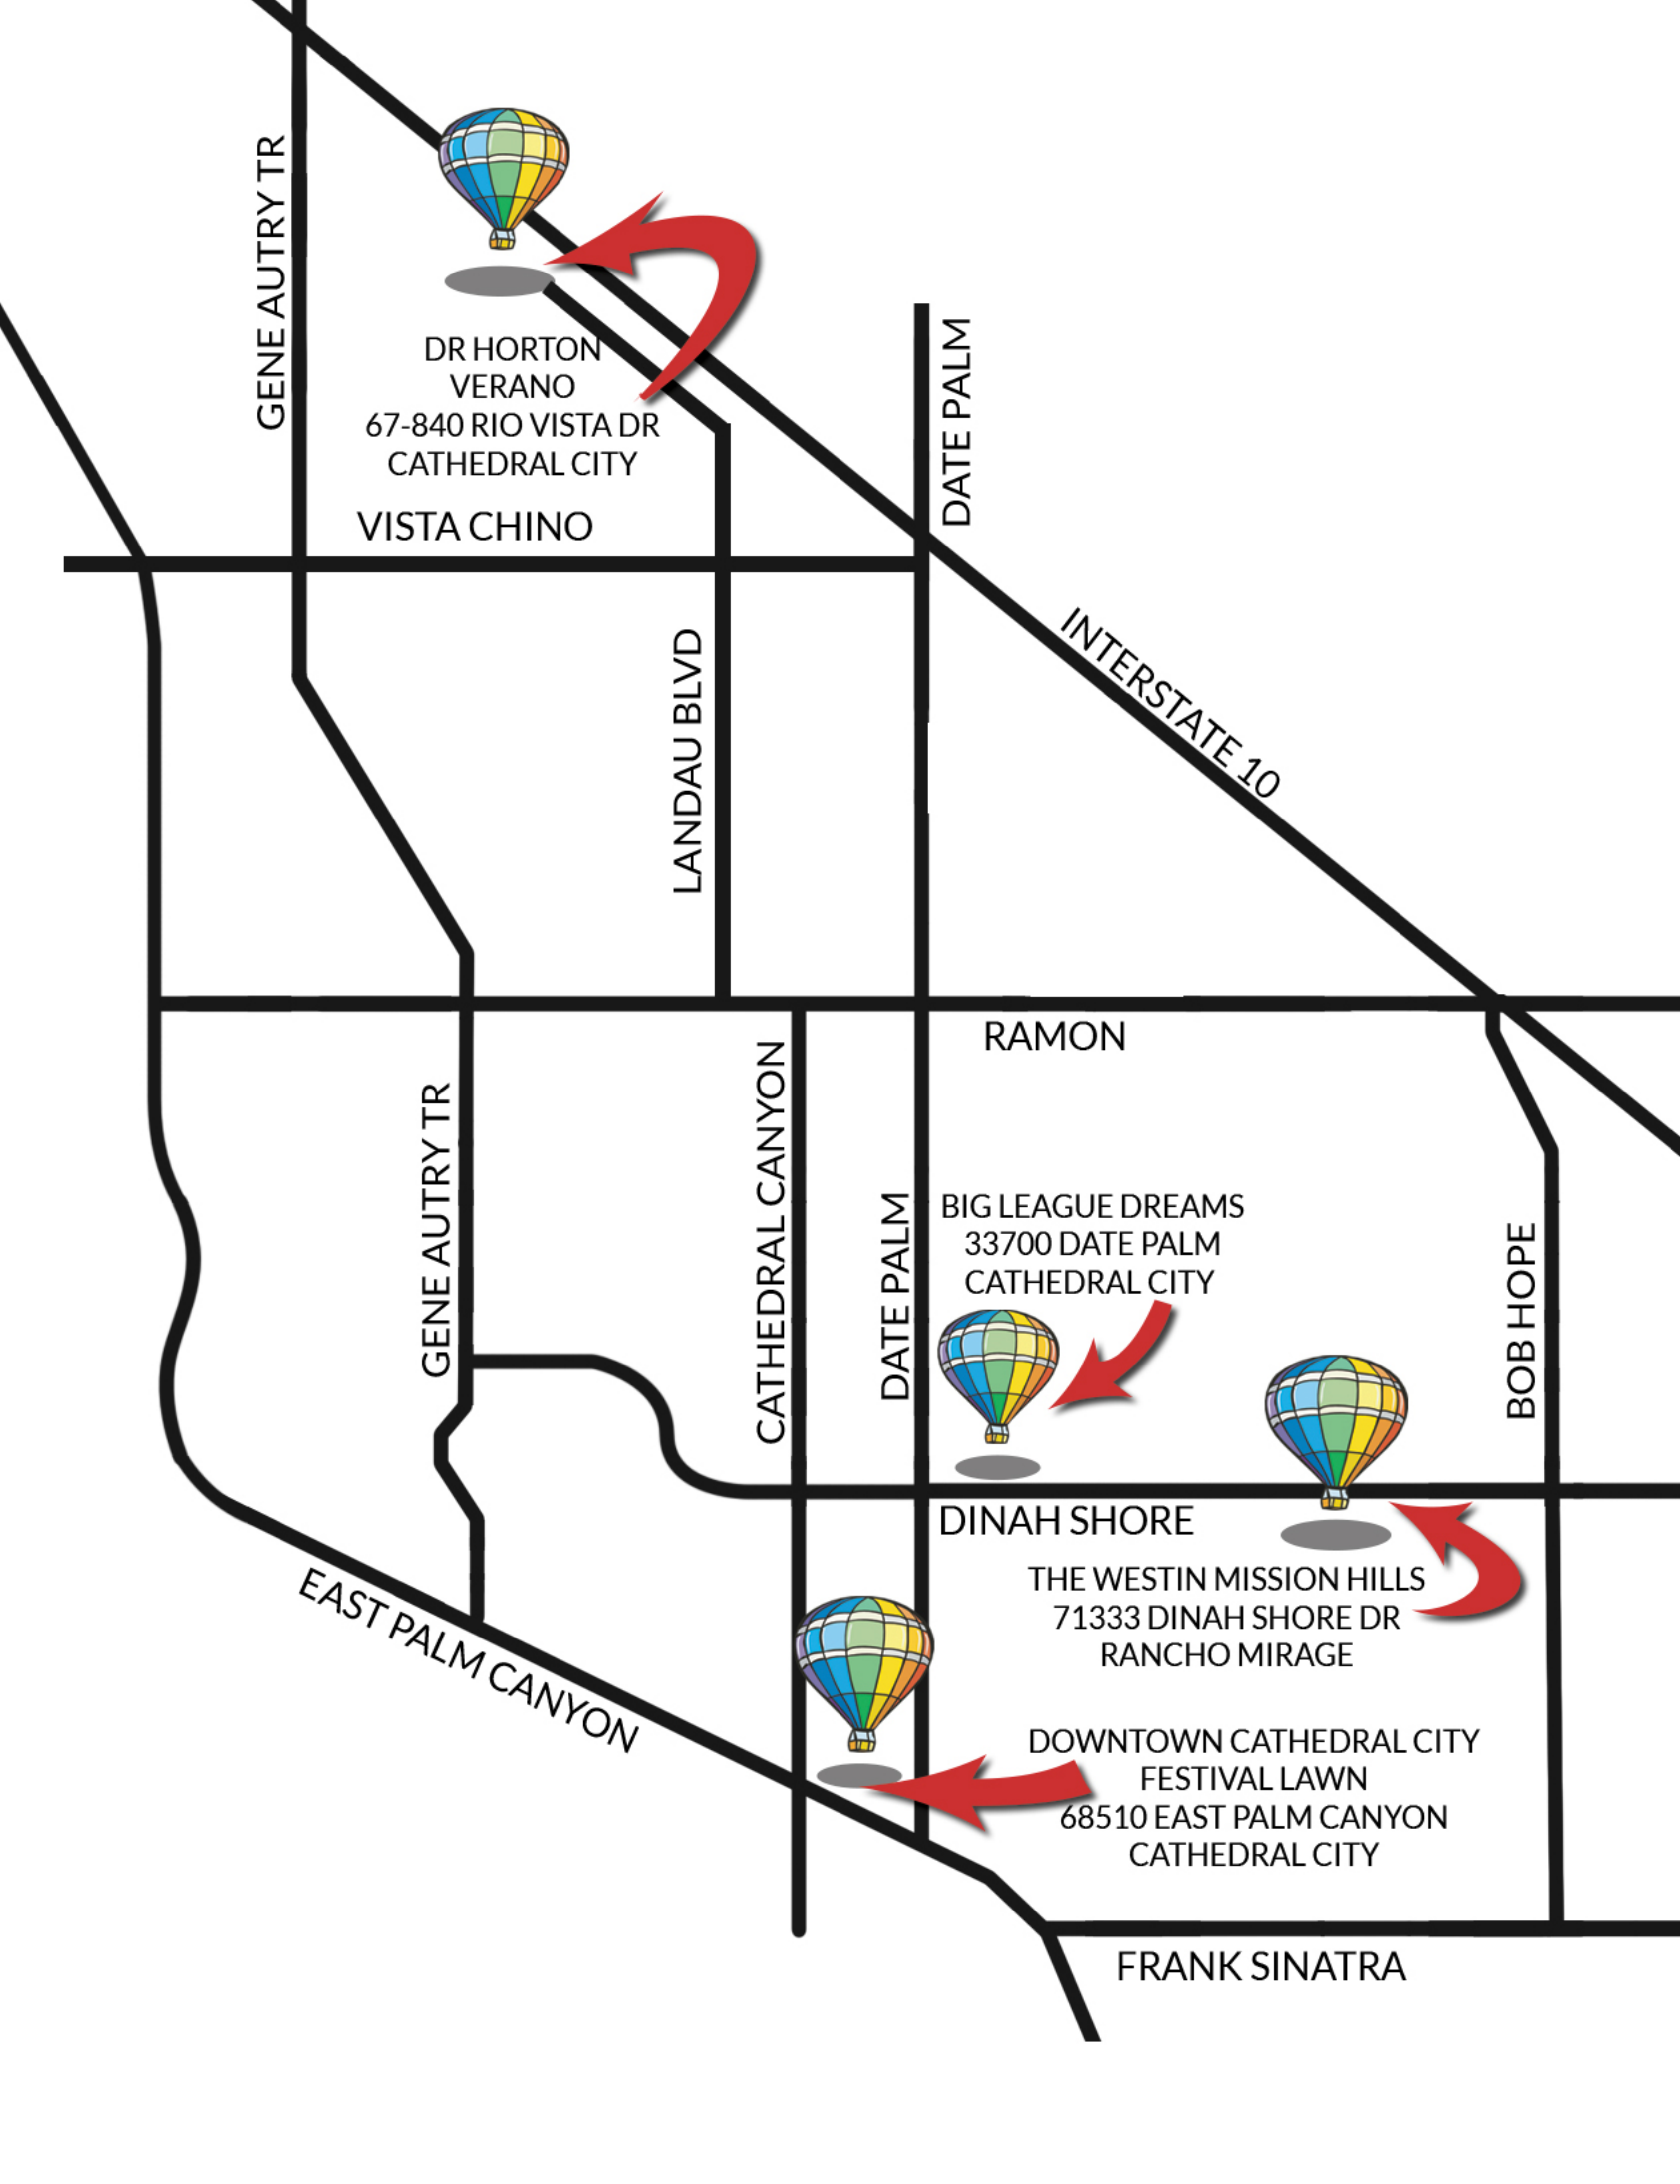 GENE AUTRY TR
DR HORTON
VERANO
67-840 RIO VISTA DR
CATHEDRAL CITY
DATE PALM
VISTA CHINO
INTERSTATE 10
LANDAU BLVD
RAMON
GENE AUTRY TR
CATHEDRAL CANYON
DATE PALM
BIG LEAGUE DREAMS
33700 DATE PALM
CATHEDRAL CITY
BOB HOPE
DINAH SHORE
THE WESTIN MISSION HILLS
71333 DINAH SHORE DR
RANCHO MIRAGE
EAST PALM CANYON
DOWNTOWN CATHEDRAL CITY
FESTIVAL LAWN
68510 EAST PALM CANYON
CATHEDRAL CITY
FRANK SINATRA